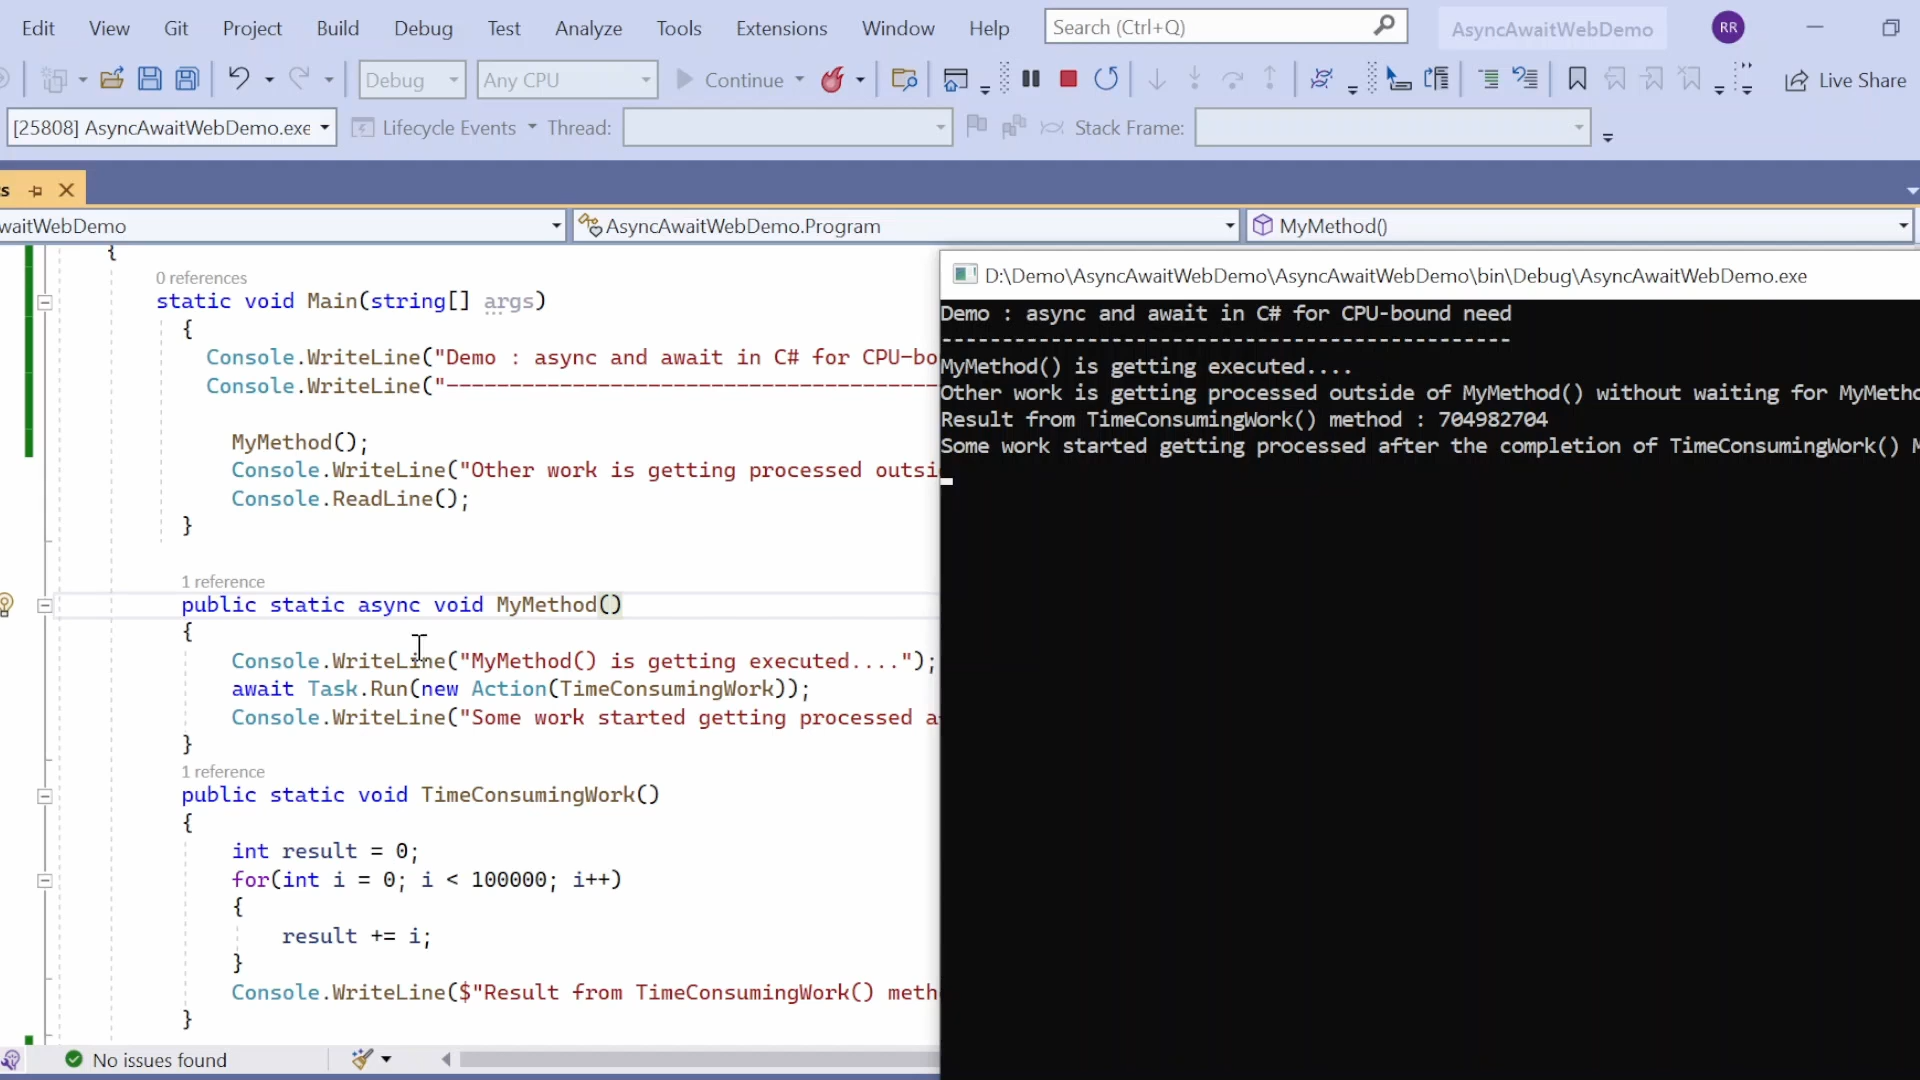 Edit View Git Project Build Debug Test Analyze Tools Extensions Window Help Search (Ctrl+Q) AsyncAwaitWebDemo RR
Debug Any CPU Continue Live Share
[25808] AsyncAwaitWebDemo.exe Lifecycle Events Thread: Stack Frame:
s
waitWebDemo AsyncAwaitWebDemo.Program MyMethod()
{
0 references
static void Main(string[] args)
{
Console.WriteLine("Demo : async and await in C# for CPU-bo
Console.WriteLine("---------------------------------------
MyMethod();
Console.WriteLine("Other work is getting processed outsi
Console.ReadLine();
}
1 reference
public static async void MyMethod()
{
Console.WriteLine("MyMethod() is getting executed....");
await Task.Run(new Action(TimeConsumingWork));
Console.WriteLine("Some work started getting processed a
}
1 reference
public static void TimeConsumingWork()
{
int result = 0;
for(int i = 0; i < 100000; i++)
{
result += i;
}
Console.WriteLine($"Result from TimeConsumingWork() meth
}
No issues found
D:\Demo\AsyncAwaitWebDemo\AsyncAwaitWebDemo\bin\Debug\AsyncAwaitWebDemo.exe
Demo : async and await in C# for CPU-bound need
-----------------------------------------------
MyMethod() is getting executed....
Other work is getting processed outside of MyMethod() without waiting for MyMetho
Result from TimeConsumingWork() method : 704982704
Some work started getting processed after the completion of TimeConsumingWork() M